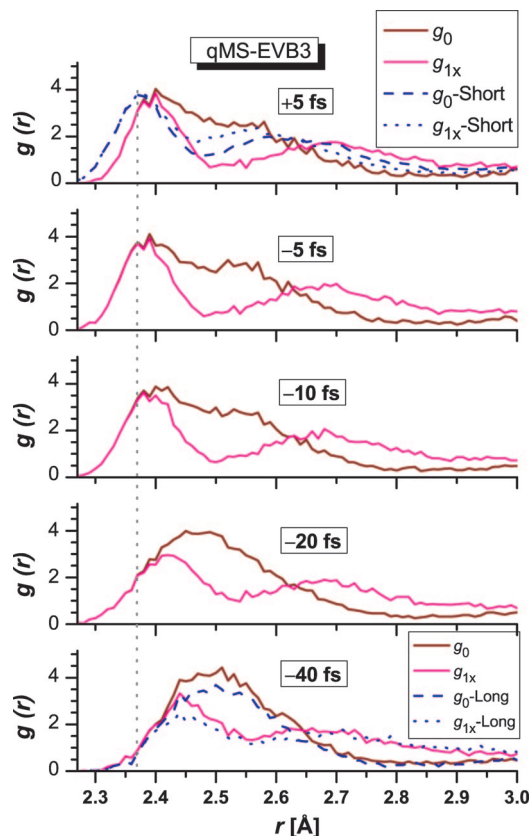 qMS-EVB3
g0
g1x
g0-Short
g1x-Short
+5 fs
g (r)
4
2
0
–5 fs
g (r)
4
2
0
–10 fs
g (r)
4
2
0
–20 fs
g (r)
4
2
0
–40 fs
g0
g1x
g0-Long
g1x-Long
g (r)
4
2
0
2.3 2.4 2.5 2.6 2.7 2.8 2.9 3.0
r [Å]